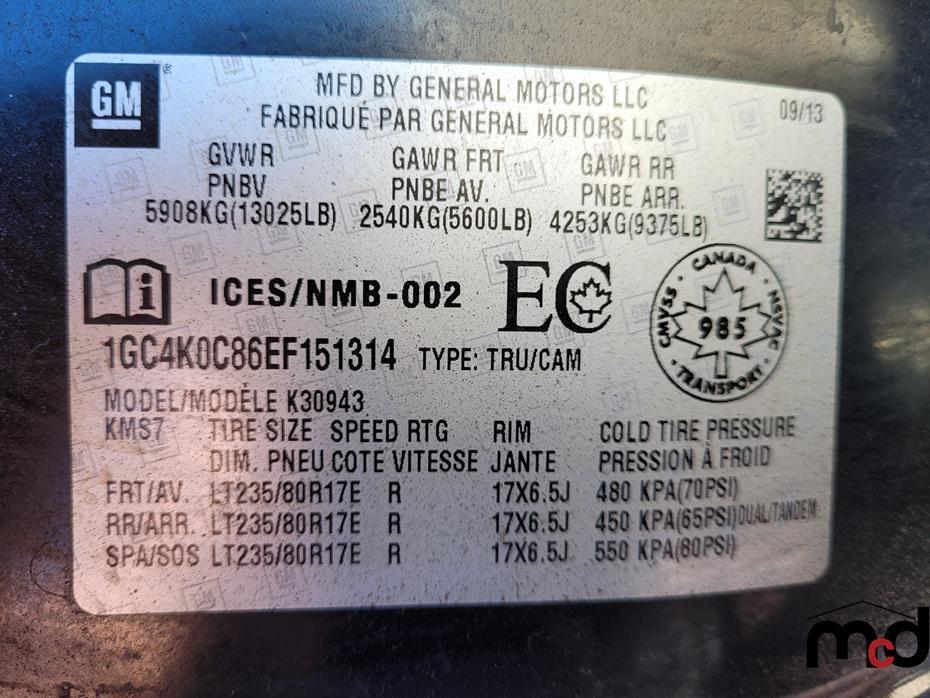 GM
MFD BY GENERAL MOTORS LLC
FABRIQUÉ PAR GENERAL MOTORS LLC
09/13
GVWR GAWR FRT GAWR RR
PNBV PNBE AV. PNBE ARR.
5908KG(13025LB) 2540KG(5600LB) 4253KG(9375LB)
i ICES/NMB-002 EC
CANADA
CMVSS 985 NSVAC
TRANSPORT
1GC4K0C86EF151314 TYPE: TRU/CAM
MODEL/MODÈLE K30943
KMS7 TIRE SIZE SPEED RTG RIM COLD TIRE PRESSURE
DIM. PNEU COTE VITESSE JANTE PRESSION À FROID
FRT/AV. LT235/80R17E R 17X6.5J 480 KPA(70PSI)
RR/ARR. LT235/80R17E R 17X6.5J 450 KPA(65PSI)DUAL/TANDEM
SPA/SOS LT235/80R17E R 17X6.5J 550 KPA(80PSI)
mcd